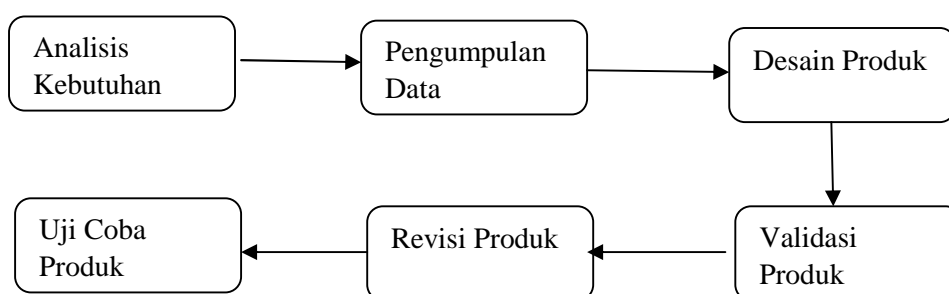 Analisis
Kebutuhan
Pengumpulan
Data
Desain Produk
Uji Coba
Produk
Revisi Produk
Validasi
Produk